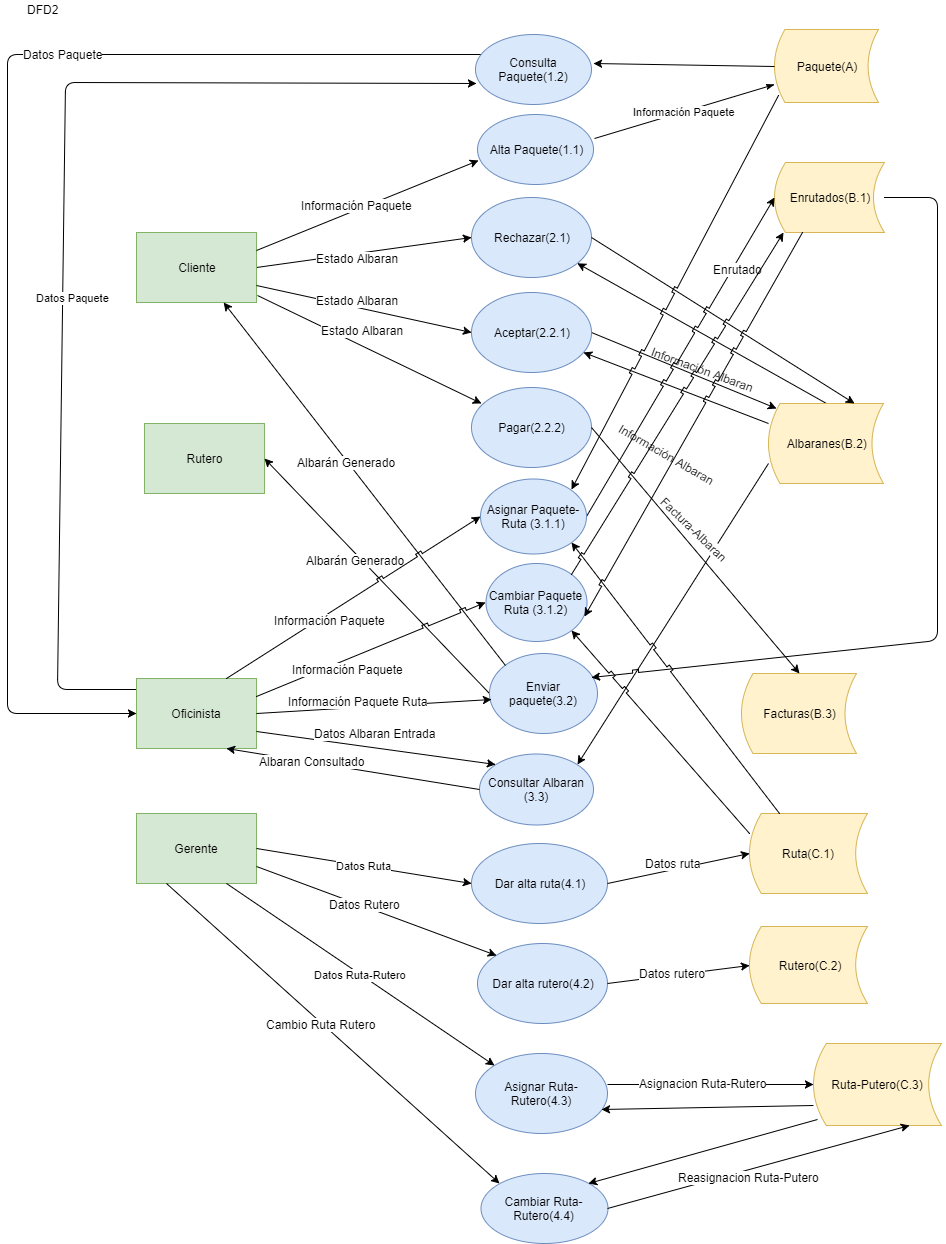 DFD2
Datos Paquete
Consulta
Paquete(1.2)
Paquete(A)
Información Paquete
Alta Paquete(1.1)
Información Paquete
Enrutados(B.1)
Rechazar(2.1)
Estado Albaran
Cliente
Enrutado
Datos Paquete
Estado Albaran
Estado Albaran
Aceptar(2.2.1)
Información Albaran
Pagar(2.2.2)
Albaranes(B.2)
Información Albaran
Rutero
Albarán Generado
Asignar Paquete-
Ruta (3.1.1)
Factura-Albaran
Albarán Generado
Cambiar Paquete
Ruta (3.1.2)
Información Paquete
Información Paquete
Información Paquete Ruta
Enviar
paquete(3.2)
Oficinista
Facturas(B.3)
Datos Albaran Entrada
Albaran Consultado
Consultar Albaran
(3.3)
Gerente
Datos Ruta
Dar alta ruta(4.1)
Datos ruta
Ruta(C.1)
Datos Rutero
Datos Ruta-Rutero
Dar alta rutero(4.2)
Datos rutero
Rutero(C.2)
Cambio Ruta Rutero
Asignar Ruta-
Rutero(4.3)
Asignacion Ruta-Rutero
Ruta-Putero(C.3)
Reasignacion Ruta-Putero
Cambiar Ruta-
Rutero(4.4)